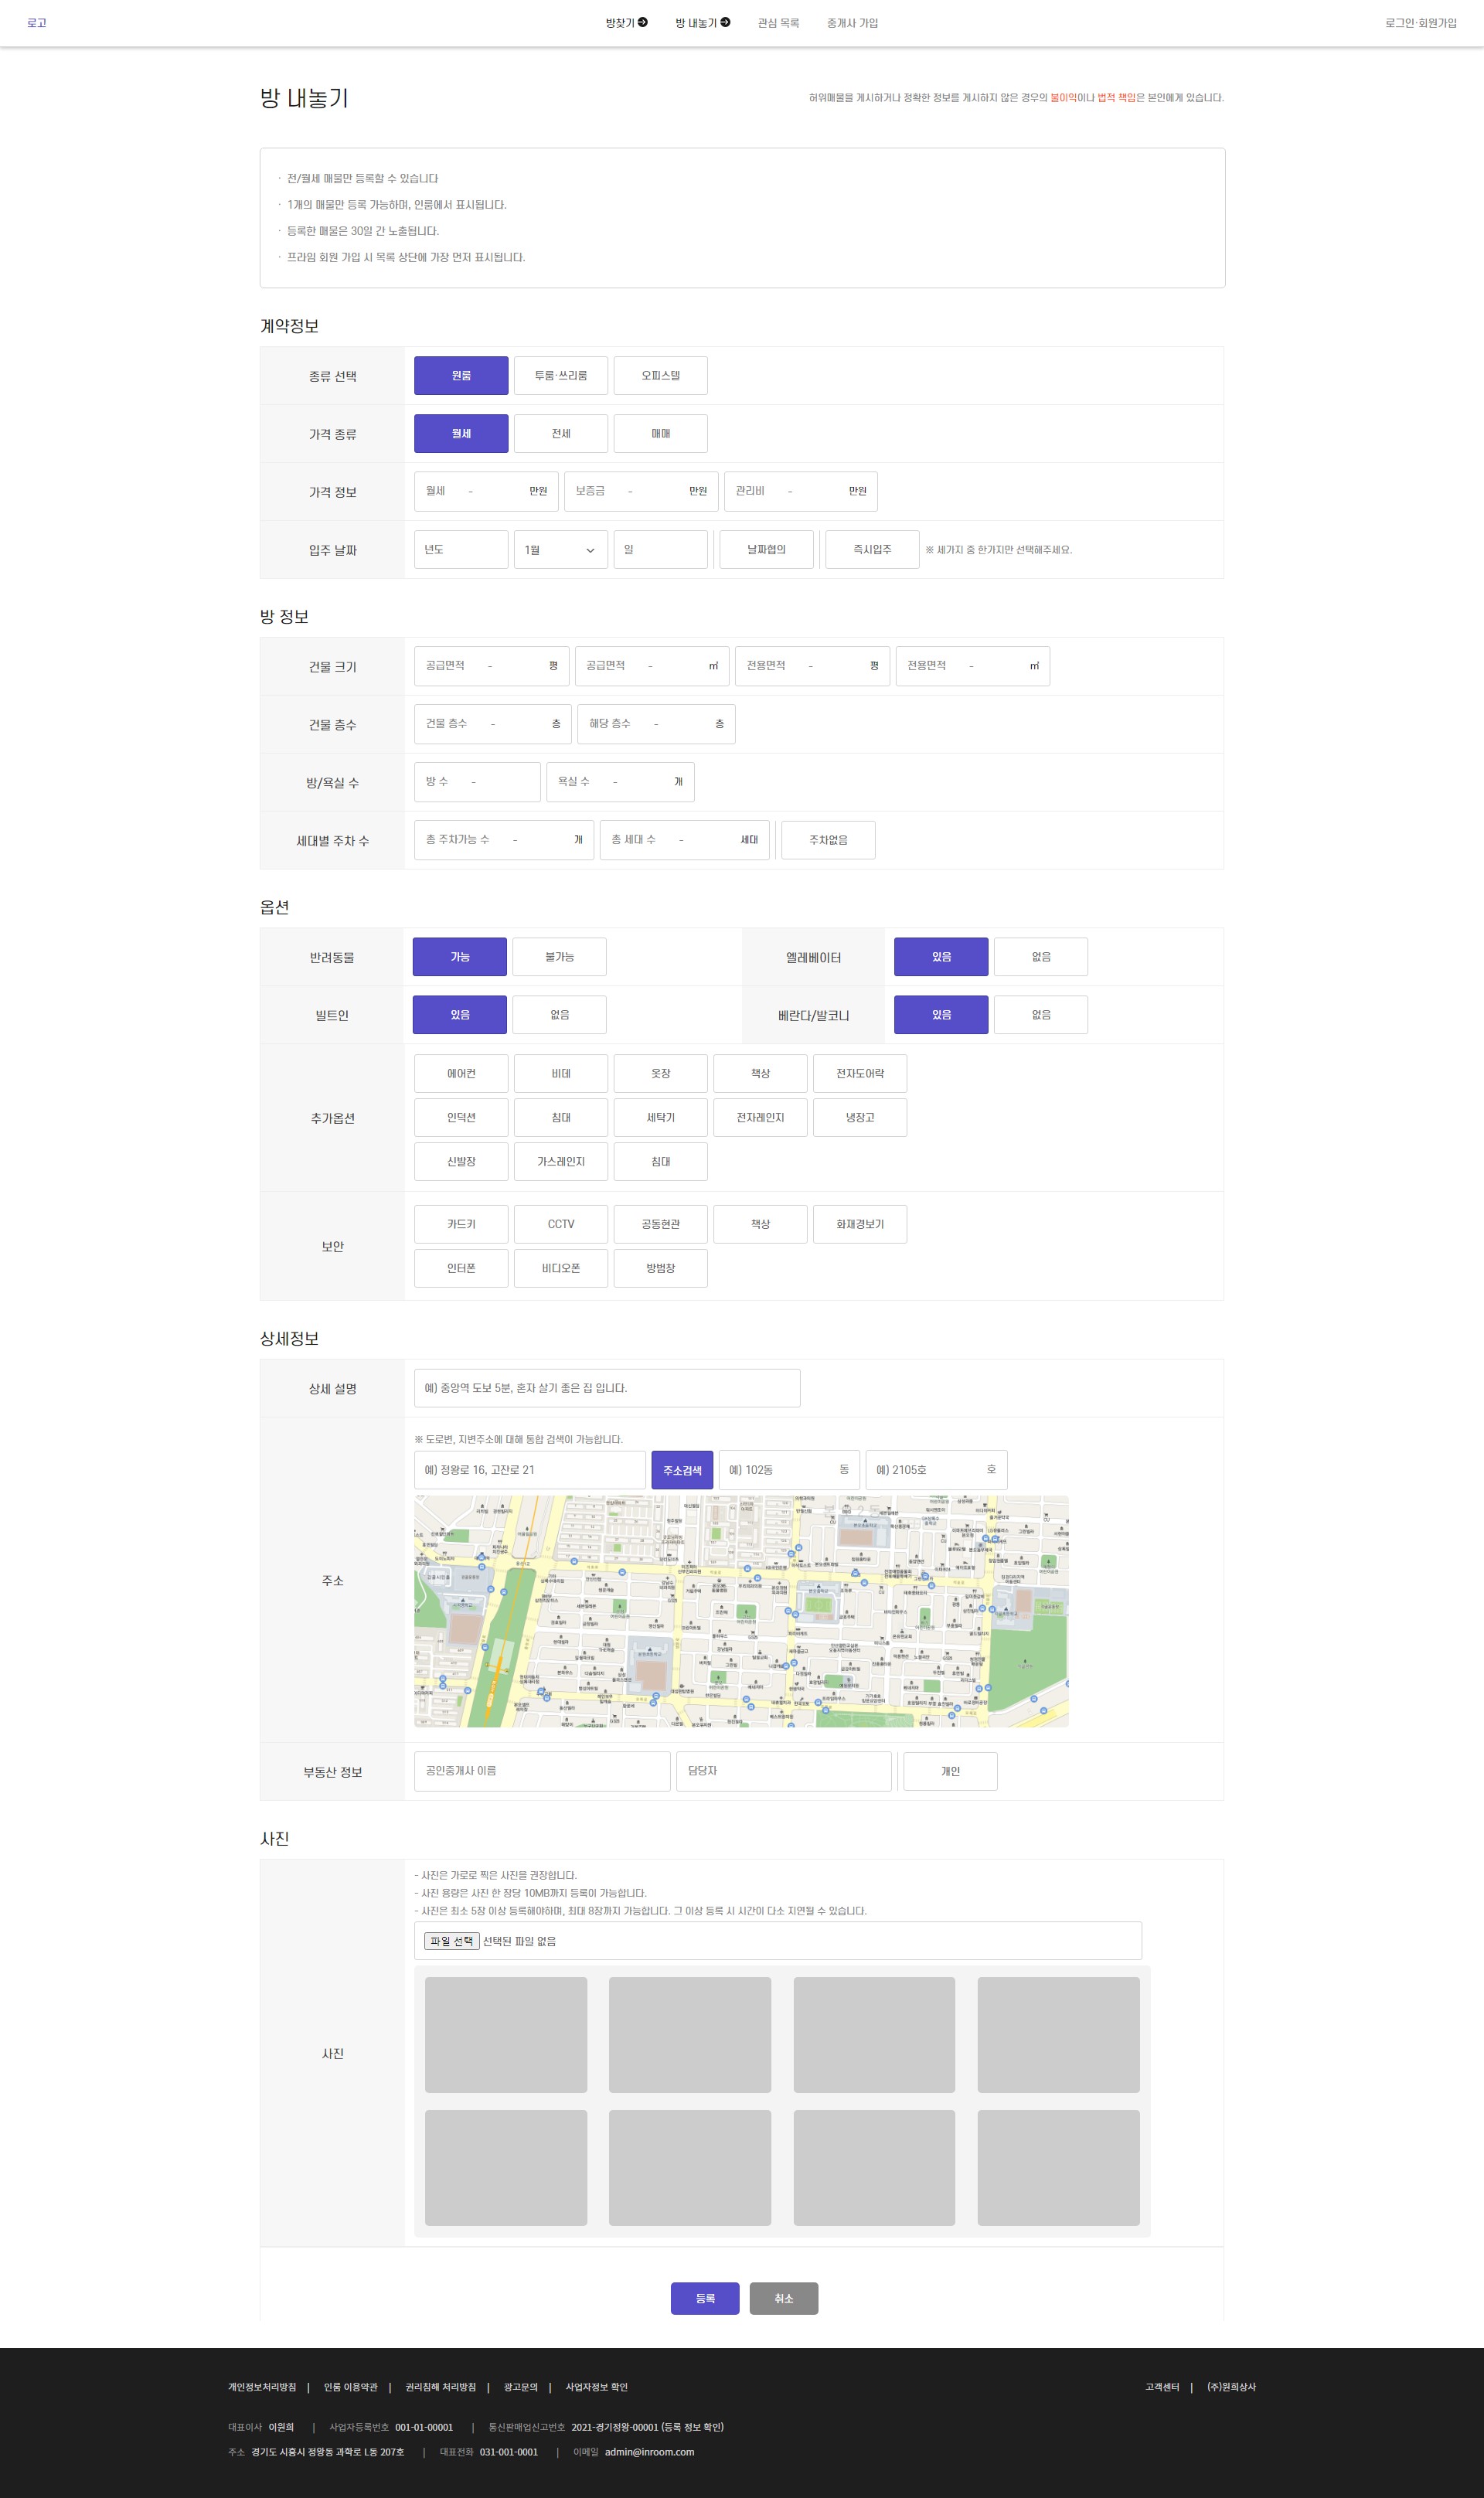 로고
방찾기
방 내놓기
관심 목록
중개사 가입
로그인·회원가입
방 내놓기
허위매물을 게시하거나 정확한 정보를 게시하지 않은 경우의 불이익이나 법적 책임은 본인에게 있습니다.
· 전/월세 매물만 등록할 수 있습니다
· 1개의 매물만 등록 가능하며, 인룸에서 표시됩니다.
· 등록한 매물은 30일 간 노출됩니다.
· 프라임 회원 가입 시 목록 상단에 가장 먼저 표시됩니다.
계약정보
종류 선택 원룸 투룸·쓰리룸 오피스텔
가격 종류 월세 전세 매매
가격 정보 월세 - 만원 보증금 - 만원 관리비 - 만원
입주 날짜 년도 1월 일 날짜협의 즉시입주 ※ 세가지 중 한가지만 선택해주세요.
방 정보
건물 크기 공급면적 - 평 공급면적 - ㎡ 전용면적 - 평 전용면적 - ㎡
건물 층수 건물 층수 - 층 해당 층수 - 층
방/욕실 수 방 수 - 욕실 수 - 개
세대별 주차 수 총 주차가능 수 - 개 총 세대 수 - 세대 주차없음
옵션
반려동물 가능 불가능 엘레베이터 있음 없음
빌트인 있음 없음 베란다/발코니 있음 없음
추가옵션
에어컨 비데 옷장 책상 전자도어락
인덕션 침대 세탁기 전자레인지 냉장고
신발장 가스레인지 침대
보안
카드키 CCTV 공동현관 책상 화재경보기
인터폰 비디오폰 방범창
상세정보
상세 설명 예) 중앙역 도보 5분, 혼자 살기 좋은 집 입니다.
주소
※ 도로변, 지번주소에 대해 통합 검색이 가능합니다.
예) 정왕로 16, 고잔로 21 주소검색 예) 102동 동 예) 2105호 호
부동산 정보 공인중개사 이름 담당자 개인
사진
사진
- 사진은 가로로 찍은 사진을 권장합니다.
- 사진 용량은 사진 한 장당 10MB까지 등록이 가능합니다.
- 사진은 최소 5장 이상 등록해야하며, 최대 8장까지 가능합니다. 그 이상 등록 시 시간이 다소 지연될 수 있습니다.
파일 선택 선택된 파일 없음
등록 취소
개인정보처리방침 | 인룸 이용약관 | 권리침해 처리방침 | 광고문의 | 사업자정보 확인
고객센터 | (주)원희상사
대표이사 이원희 | 사업자등록번호 001-01-00001 | 통신판매업신고번호 2021-경기정왕-00001 (등록 정보 확인)
주소 경기도 시흥시 정왕동 과학로 L동 207호 | 대표전화 031-001-0001 | 이메일 admin@inroom.com